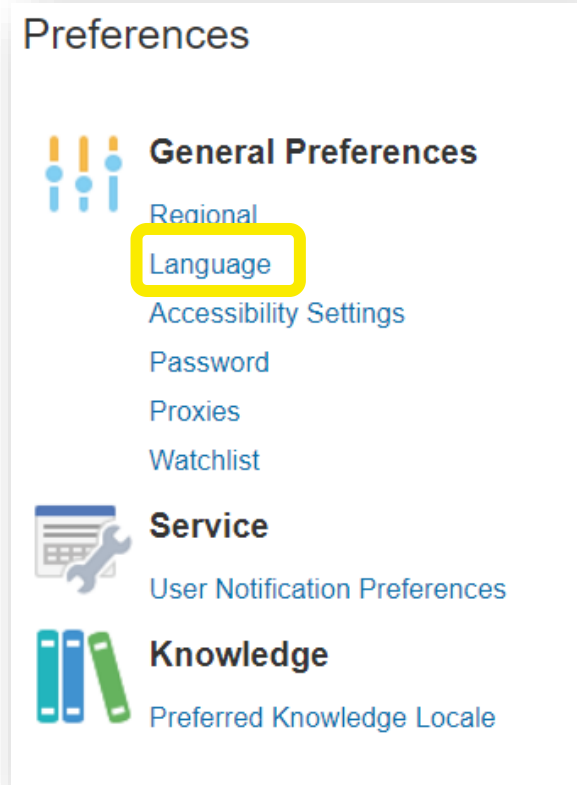 Preferences
General Preferences
Regional
Language
Accessibility Settings
Password
Proxies
Watchlist
Service
User Notification Preferences
Knowledge
Preferred Knowledge Locale